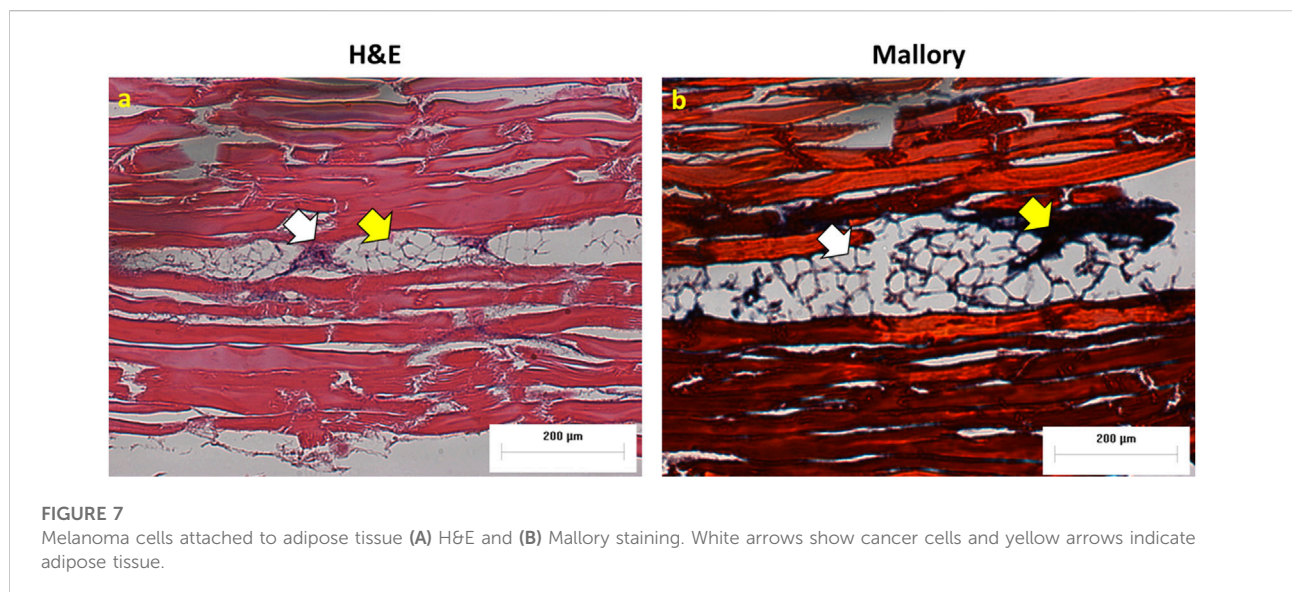 H&E
Mallory
a
b
200 µm
200 µm
FIGURE 7
Melanoma cells attached to adipose tissue (A) H&E and (B) Mallory staining. White arrows show cancer cells and yellow arrows indicate
adipose tissue.